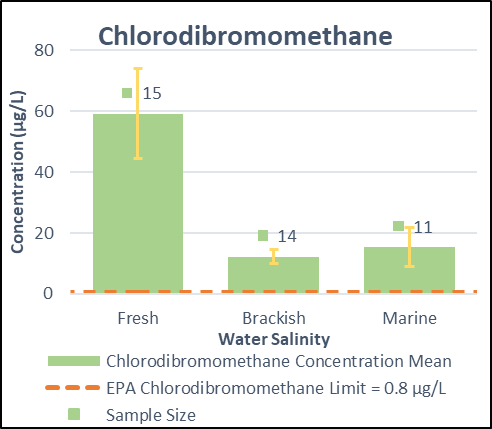 Chlorodibromomethane
Concentration (µg/L)
80
60
40
20
0
15
14
11
Fresh Brackish Marine
Water Salinity
Chlorodibromomethane Concentration Mean
EPA Chlorodibromomethane Limit = 0.8 µg/L
Sample Size